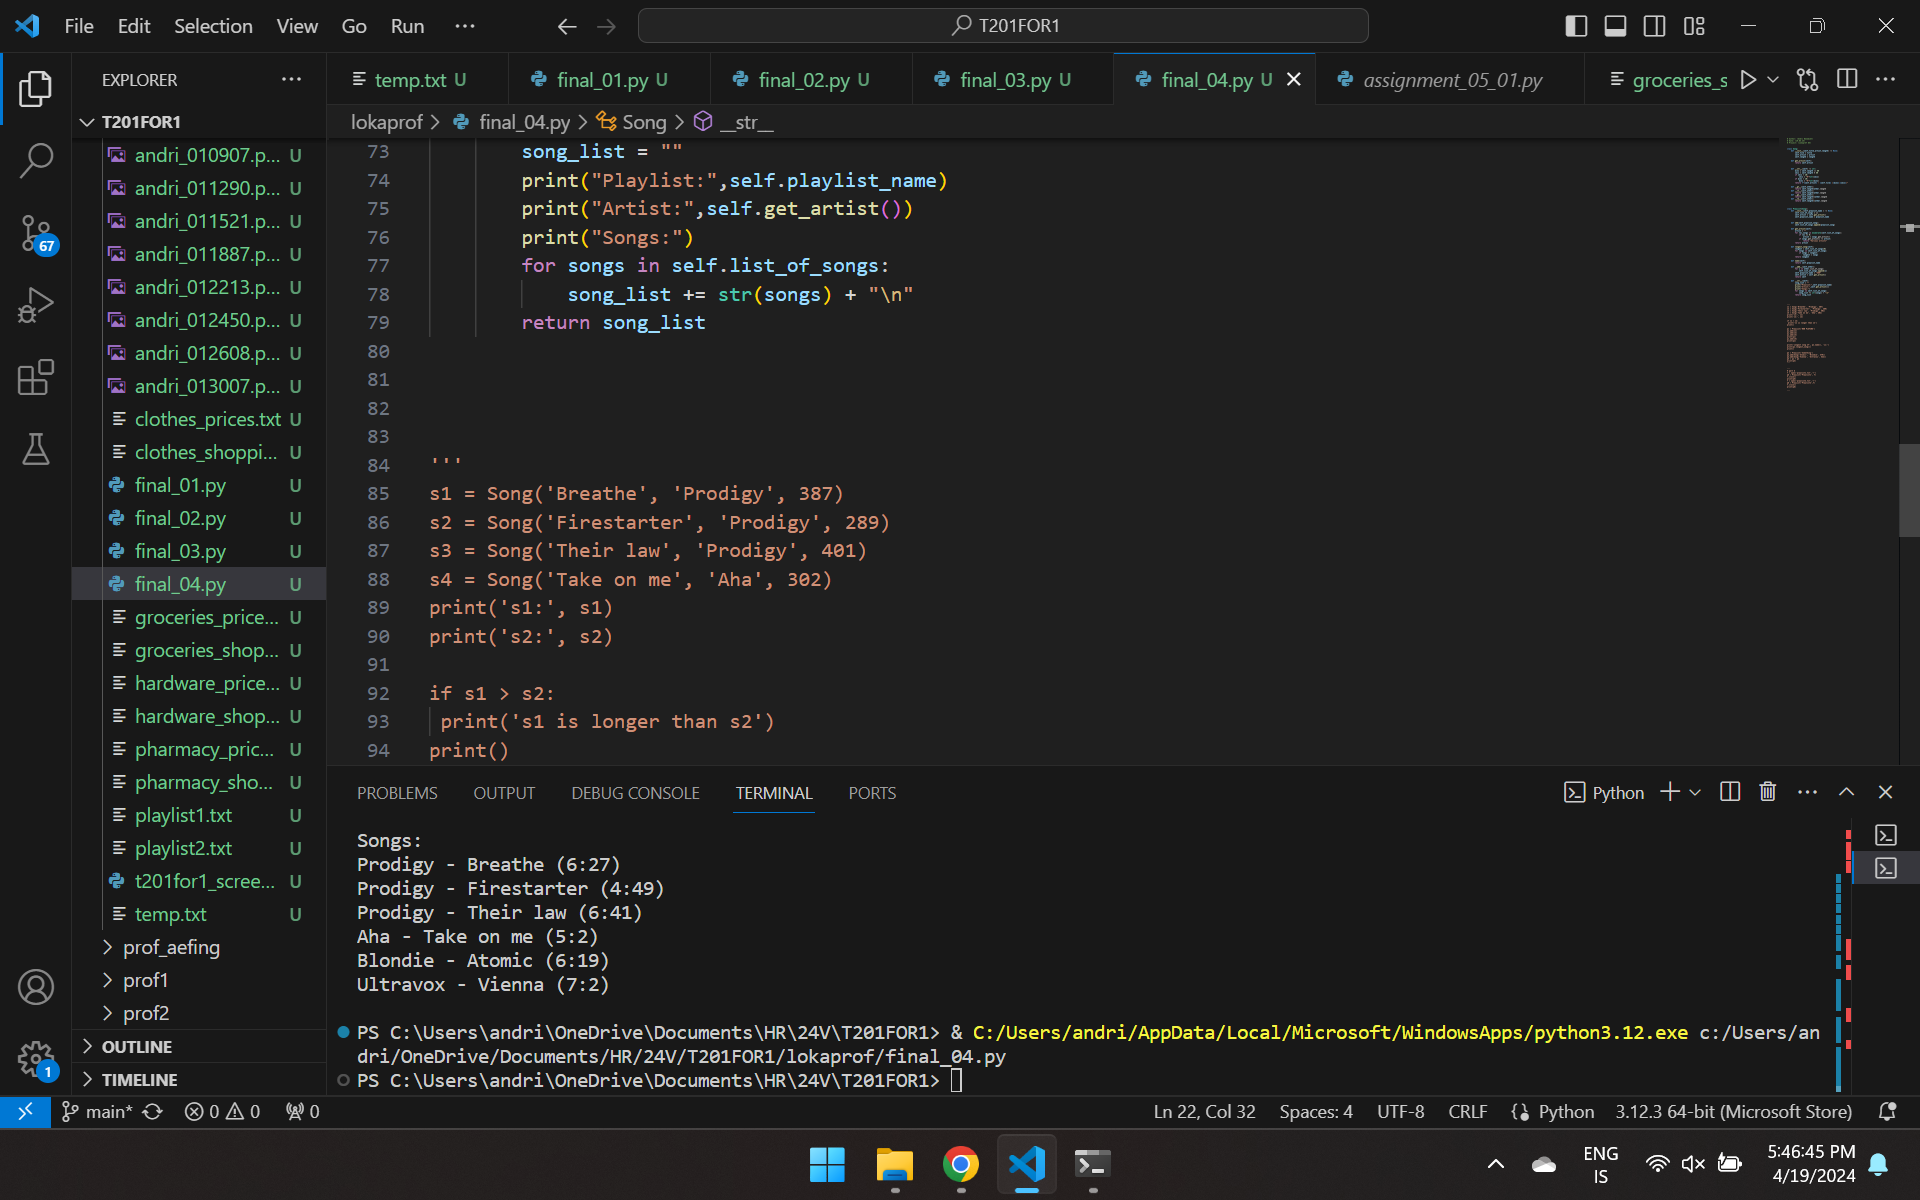 File Edit Selection View Go Run ···
T201FOR1
EXPLORER ···
T201FOR1
andri_010907.p... U
andri_011290.p... U
andri_011521.p... U
andri_011887.p... U
andri_012213.p... U
andri_012450.p... U
andri_012608.p... U
andri_013007.p... U
clothes_prices.txt U
clothes_shoppi... U
final_01.py U
final_02.py U
final_03.py U
final_04.py U
groceries_price... U
groceries_shop... U
hardware_price... U
hardware_shop... U
pharmacy_pric... U
pharmacy_sho... U
playlist1.txt U
playlist2.txt U
t201for1_scree... U
temp.txt U
prof_aefing
prof1
prof2
OUTLINE
TIMELINE
67
1
temp.txt U final_01.py U final_02.py U final_03.py U final_04.py U assignment_05_01.py groceries_s
lokaprof > final_04.py > Song > __str__
73 song_list = ""
74 print("Playlist:",self.playlist_name)
75 print("Artist:",self.get_artist())
76 print("Songs:")
77 for songs in self.list_of_songs:
78 song_list += str(songs) + "\n"
79 return song_list
80
81
82
83
84 '''
85 s1 = Song('Breathe', 'Prodigy', 387)
86 s2 = Song('Firestarter', 'Prodigy', 289)
87 s3 = Song('Their law', 'Prodigy', 401)
88 s4 = Song('Take on me', 'Aha', 302)
89 print('s1:', s1)
90 print('s2:', s2)
91
92 if s1 > s2:
93 print('s1 is longer than s2')
94 print()
PROBLEMS OUTPUT DEBUG CONSOLE TERMINAL PORTS
Python
Songs:
Prodigy - Breathe (6:27)
Prodigy - Firestarter (4:49)
Prodigy - Their law (6:41)
Aha - Take on me (5:2)
Blondie - Atomic (6:19)
Ultravox - Vienna (7:2)
PS C:\Users\andri\OneDrive\Documents\HR\24V\T201FOR1> & C:/Users/andri/AppData/Local/Microsoft/WindowsApps/python3.12.exe c:/Users/an
dri/OneDrive/Documents/HR/24V/T201FOR1/lokaprof/final_04.py
PS C:\Users\andri\OneDrive\Documents\HR\24V\T201FOR1>
main* 0 0 0 Ln 22, Col 32 Spaces: 4 UTF-8 CRLF Python 3.12.3 64-bit (Microsoft Store)
ENG
IS
5:46:45 PM
4/19/2024